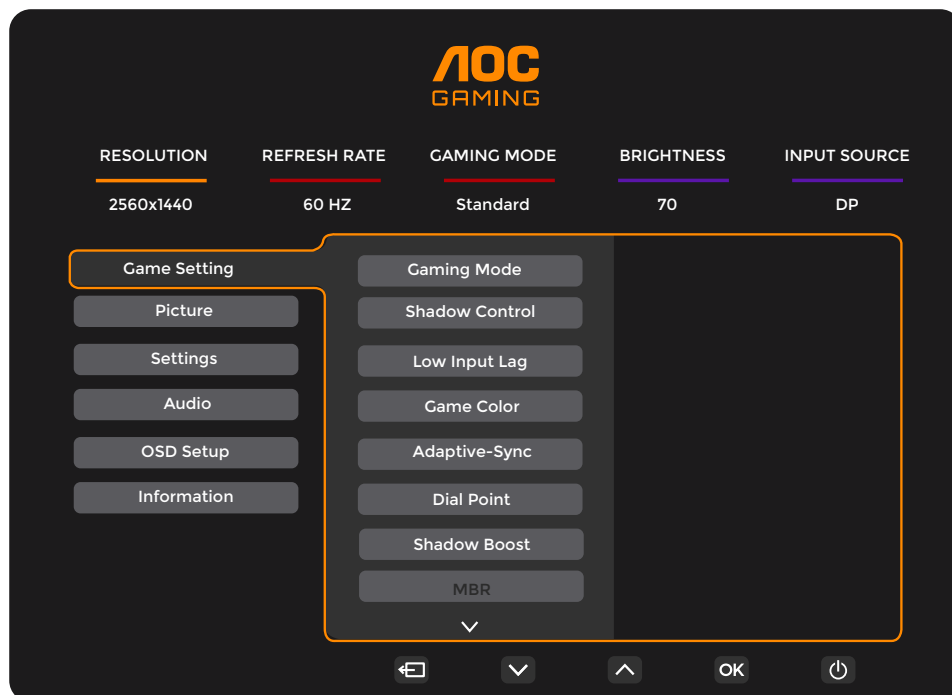 AOC
GAMING
RESOLUTION REFRESH RATE GAMING MODE BRIGHTNESS INPUT SOURCE
2560x1440 60 HZ Standard 70 DP
Game Setting
Picture
Settings
Audio
OSD Setup
Information
Gaming Mode
Shadow Control
Low Input Lag
Game Color
Adaptive-Sync
Dial Point
Shadow Boost
MBR
OK